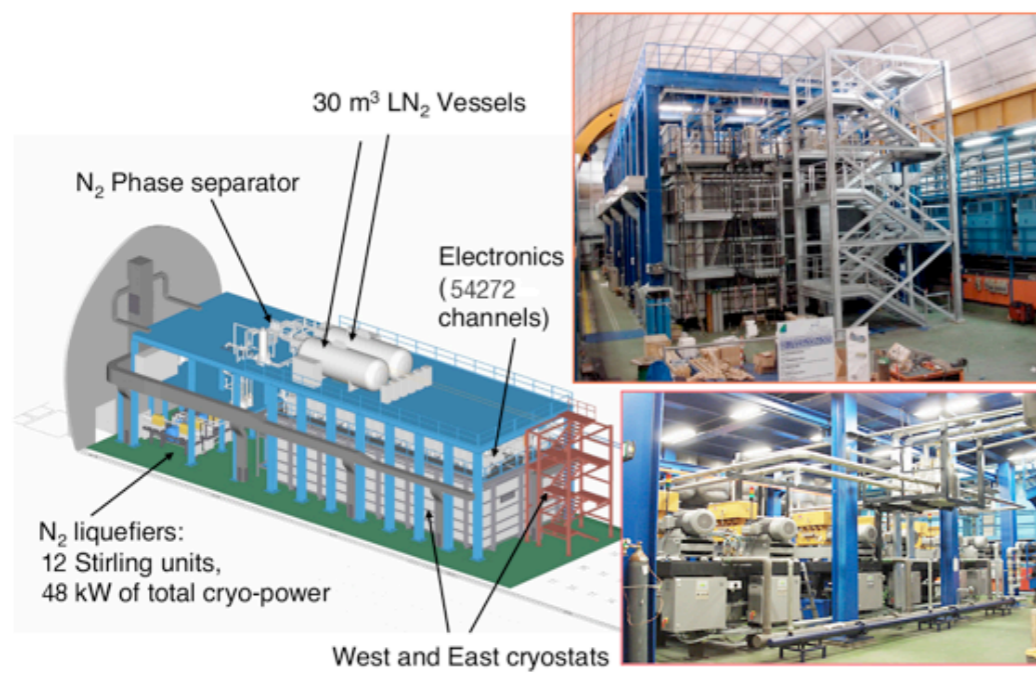 30 m³ LN₂ Vessels
N₂ Phase separator
Electronics
(54272
channels)
N₂ liquefiers:
12 Stirling units,
48 kW of total cryo-power
West and East cryostats